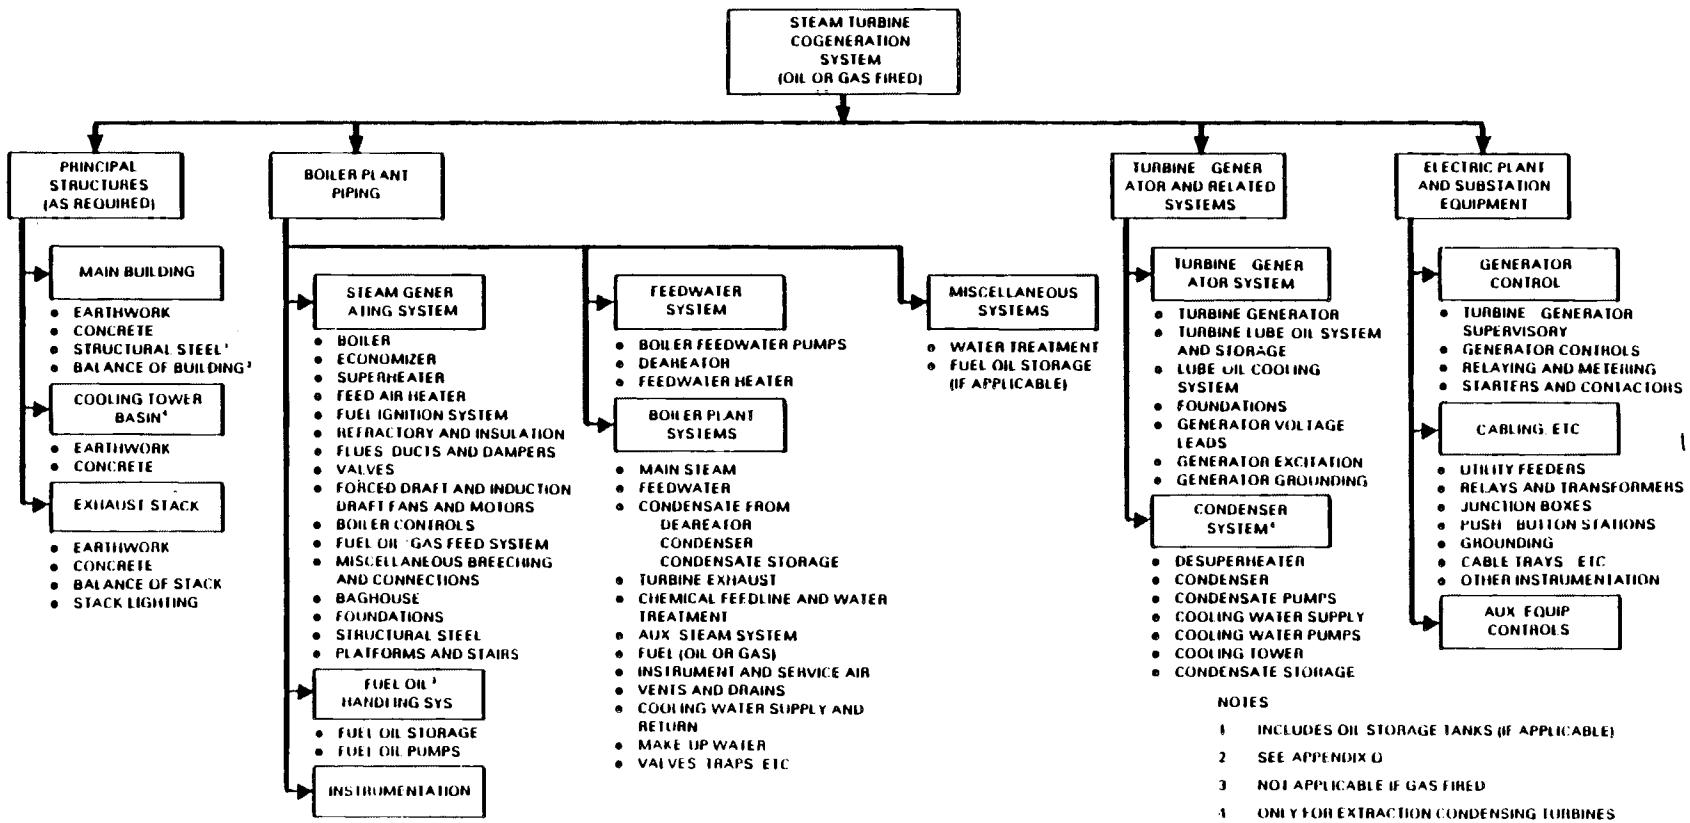 STEAM TURBINE
COGENERATION
SYSTEM
(OIL OR GAS FIRED)
PRINCIPAL
STRUCTURES
(AS REQUIRED)
MAIN BUILDING
• EARTHWORK
• CONCRETE
• STRUCTURAL STEEL¹
• BALANCE OF BUILDING²
COOLING TOWER
BASIN⁴
• EARTHWORK
• CONCRETE
EXHAUST STACK
• EARTHWORK
• CONCRETE
• BALANCE OF STACK
• STACK LIGHTING
BOILER PLANT
PIPING
STEAM GENER
ATING SYSTEM
• BOILER
• ECONOMIZER
• SUPERHEATER
• FEED AIR HEATER
• FUEL IGNITION SYSTEM
• REFRACTORY AND INSULATION
• FLUES DUCTS AND DAMPERS
• VALVES
• FORCED DRAFT AND INDUCTION
DRAFT FANS AND MOTORS
• BOILER CONTROLS
• FUEL OIL GAS FEED SYSTEM
• MISCELLANEOUS BREECHING
AND CONNECTIONS
• BAGHOUSE
• FOUNDATIONS
• STRUCTURAL STEEL
• PLATFORMS AND STAIRS
FUEL OIL³
HANDLING SYS
• FUEL OIL STORAGE
• FUEL OIL PUMPS
INSTRUMENTATION
FEEDWATER
SYSTEM
• BOILER FEEDWATER PUMPS
• DEAREATOR
• FEEDWATER HEATER
BOILER PLANT
SYSTEMS
• MAIN STEAM
• FEEDWATER
• CONDENSATE FROM
DEAREATOR
CONDENSER
CONDENSATE STORAGE
• TURBINE EXHAUST
• CHEMICAL FEEDLINE AND WATER
TREATMENT
• AUX STEAM SYSTEM
• FUEL (OIL OR GAS)
• INSTRUMENT AND SERVICE AIR
• VENTS AND DRAINS
• COOLING WATER SUPPLY AND
RETURN
• MAKE UP WATER
• VALVES TRAPS ETC
MISCELLANEOUS
SYSTEMS
• WATER TREATMENT
• FUEL OIL STORAGE
(IF APPLICABLE)
TURBINE GENER
ATOR AND RELATED
SYSTEMS
TURBINE GENER
ATOR SYSTEM
• TURBINE GENERATOR
• TURBINE LUBE OIL SYSTEM
AND STORAGE
• LUBE OIL COOLING
SYSTEM
• FOUNDATIONS
• GENERATOR VOLTAGE
LEADS
• GENERATOR EXCITATION
• GENERATOR GROUNDING
CONDENSER
SYSTEM⁴
• DESUPERHEATER
• CONDENSER
• CONDENSATE PUMPS
• COOLING WATER SUPPLY
• COOLING WATER PUMPS
• COOLING TOWER
• CONDENSATE STORAGE
ELECTRIC PLANT
AND SUBSTATION
EQUIPMENT
GENERATOR
CONTROL
• TURBINE GENERATOR
SUPERVISORY
• GENERATOR CONTROLS
• RELAYING AND METERING
• STARTERS AND CONTACTORS
CABLING. ETC
• UTILITY FEEDERS
• RELAYS AND TRANSFORMERS
• JUNCTION BOXES
• PUSH BUTTON STATIONS
• GROUNDING
• CABLE TRAYS ETC
• OTHER INSTRUMENTATION
AUX. EQUIP
CONTROLS
NOTES
1 INCLUDES OIL STORAGE TANKS (IF APPLICABLE)
2 SEE APPENDIX D
3 NOT APPLICABLE IF GAS FIRED
4 ONLY FOR EXTRACTION CONDENSING TURBINES